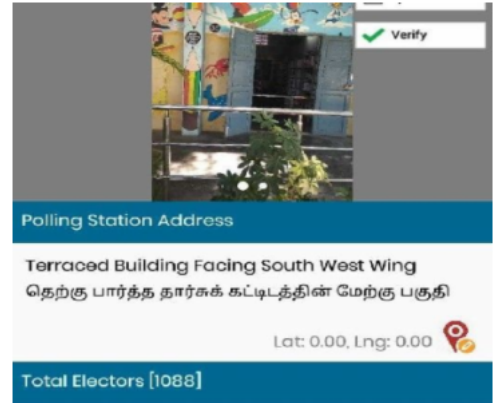 Verify
Polling Station Address
Terraced Building Facing South West Wing
தெற்கு பார்த்த தார்சுக் கட்டிடத்தின் மேற்கு பகுதி
Lat: 0.00, Lng: 0.00
Total Electors [1088]